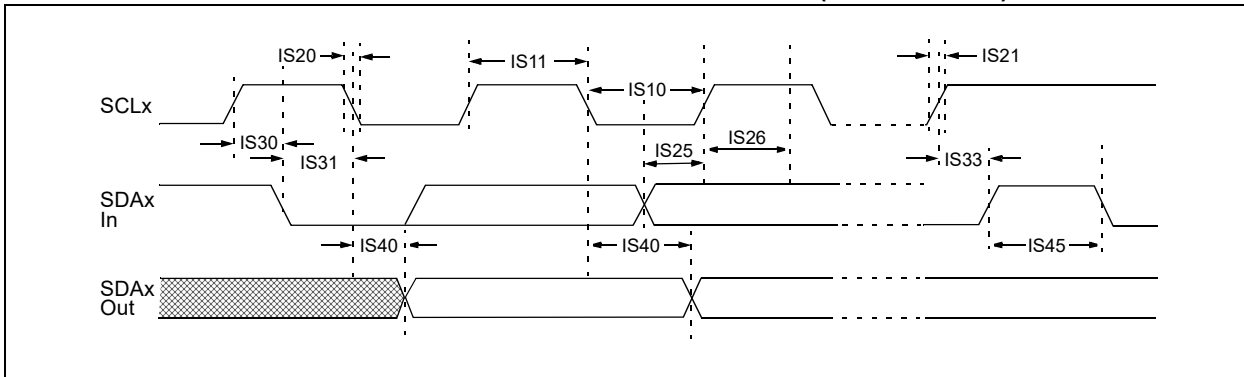 IS20
IS11
IS21
IS10
SCLx
IS30
IS25
IS26
IS31
IS33
SDAx
In
IS40
IS40
IS45
SDAx
Out